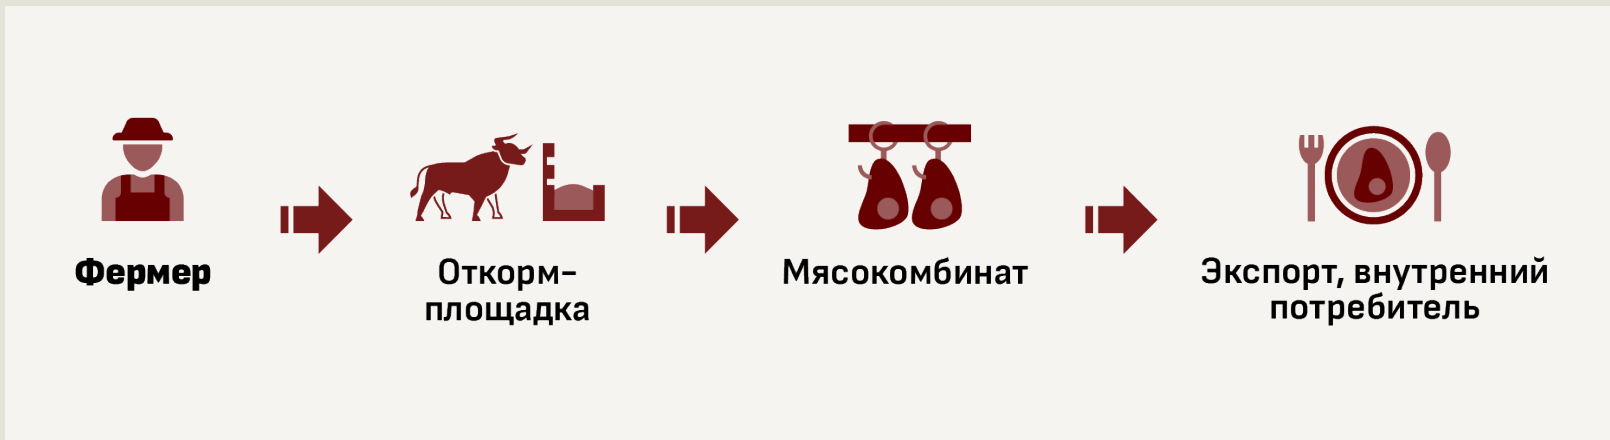 Фермер
Откорм-
площадка
Мясокомбинат
Экспорт, внутренний
потребитель